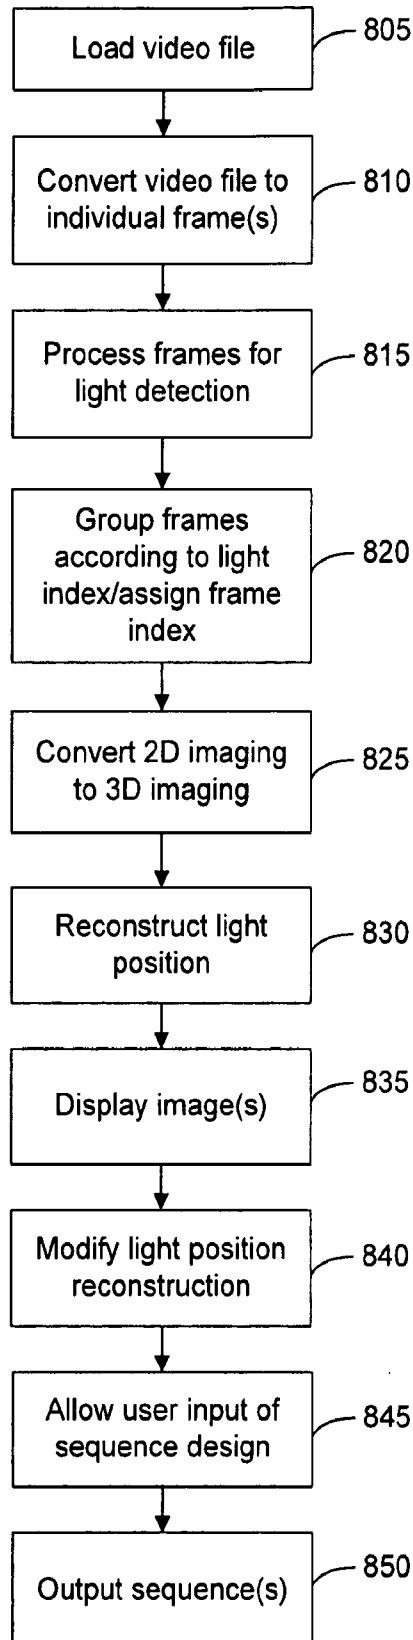 Load video file
805
Convert video file to
individual frame(s)
810
Process frames for
light detection
815
Group frames
according to light
index/assign frame
index
820
Convert 2D imaging
to 3D imaging
825
Reconstruct light
position
830
Display image(s)
835
Modify light position
reconstruction
840
Allow user input of
sequence design
845
Output sequence(s)
850